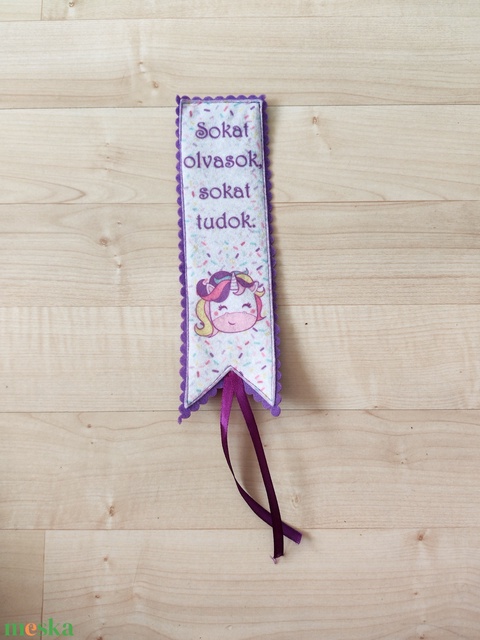 Sokat
olvasok,
sokat
tudok.
meska